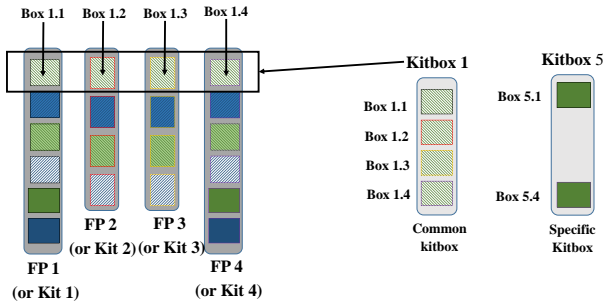 Box 1.1
Box 1.2
Box 1.3
Box 1.4
FP 1
(or Kit 1)
FP 2
(or Kit 2)
FP 3
(or Kit 3)
FP 4
(or Kit 4)
Kitbox 1
Box 1.1
Box 1.2
Box 1.3
Box 1.4
Common
kitbox
Kitbox 5
Box 5.1
Box 5.4
Specific
Kitbox